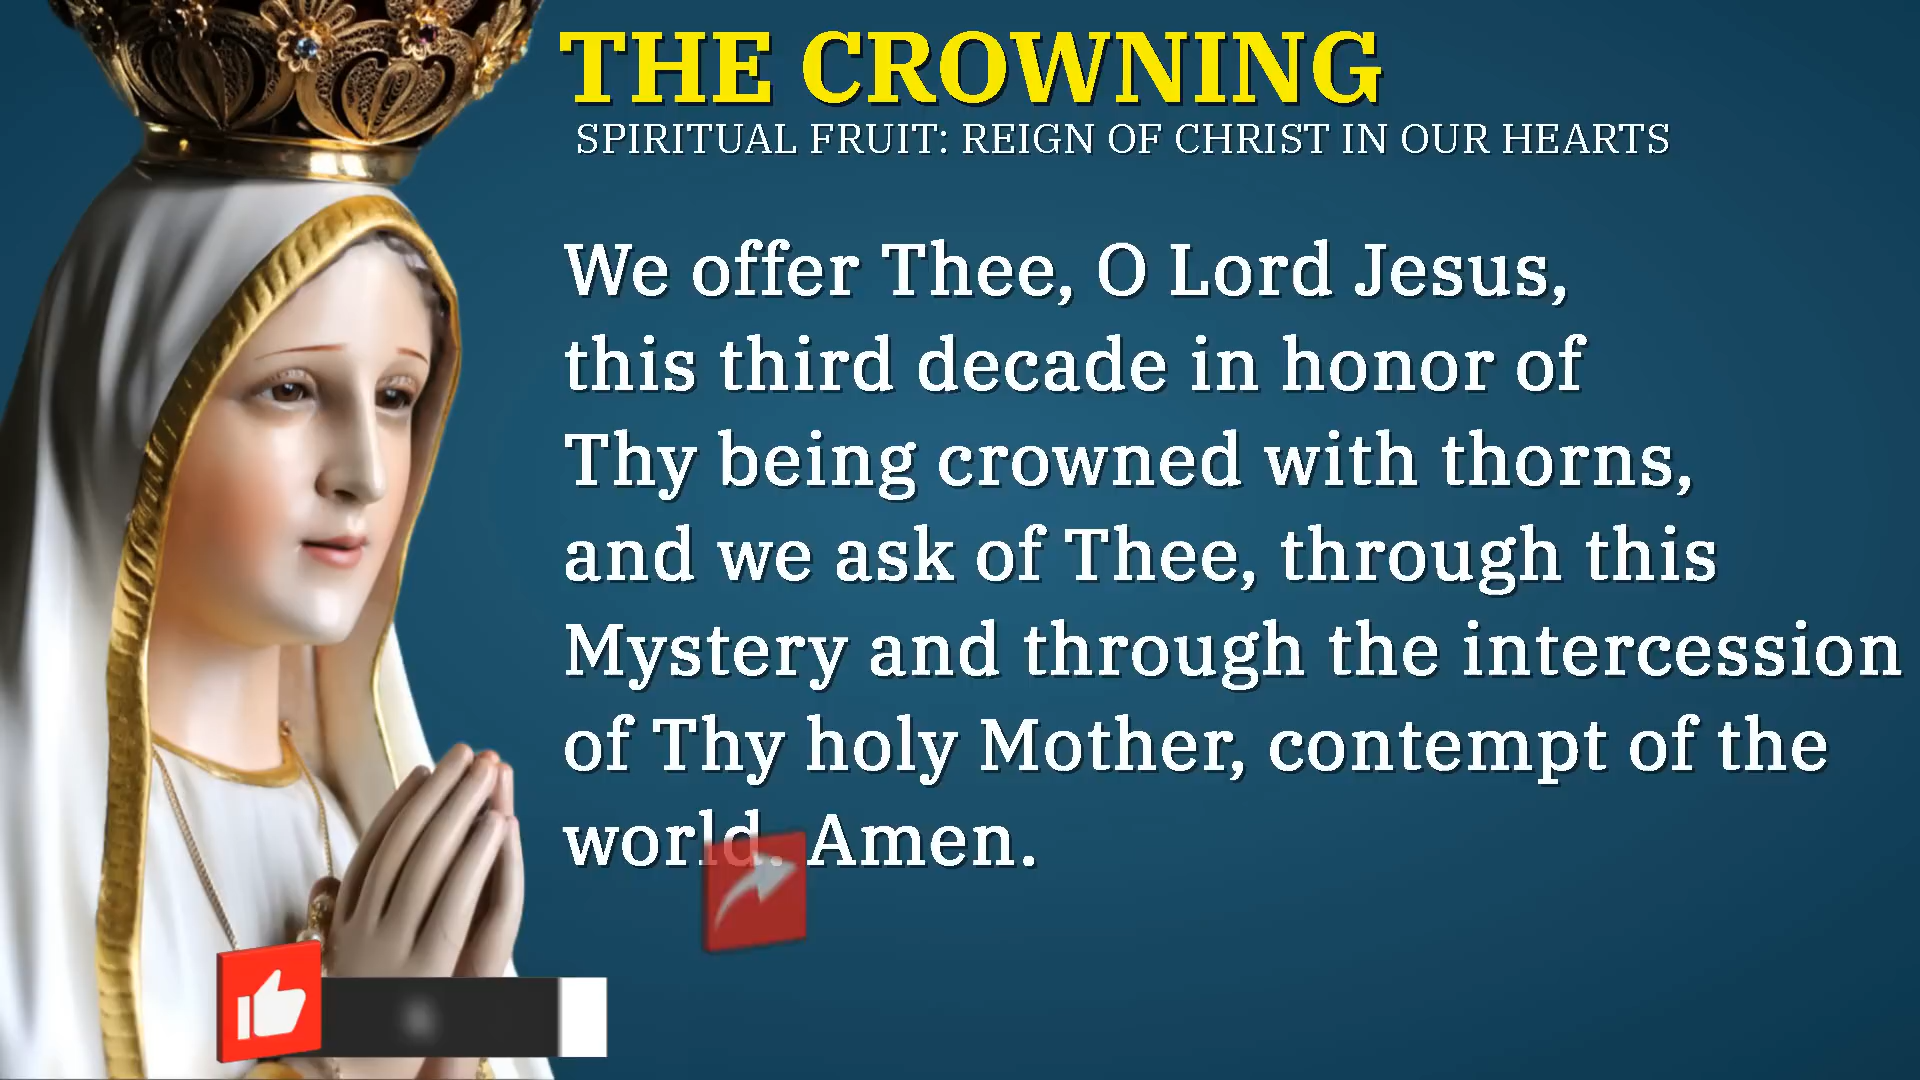 THE CROWNING
SPIRITUAL FRUIT: REIGN OF CHRIST IN OUR HEARTS
We offer Thee, O Lord Jesus,
this third decade in honor of
Thy being crowned with thorns,
and we ask of Thee, through this
Mystery and through the intercession
of Thy holy Mother, contempt of the
world. Amen.